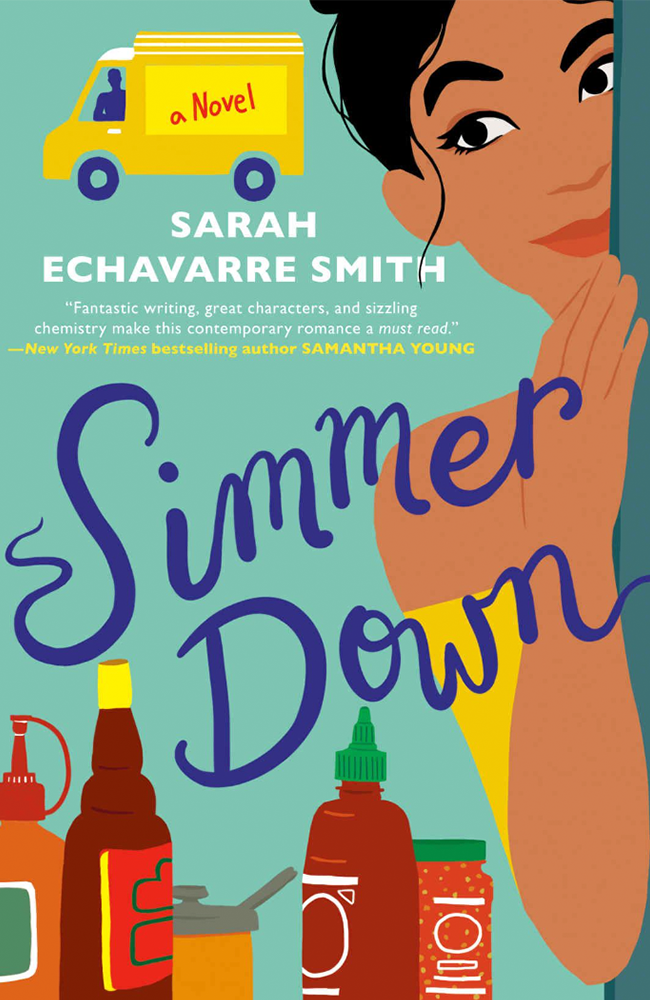 a Novel
SARAH
ECHAVARRE SMITH
“Fantastic writing, great characters, and sizzling
chemistry make this contemporary romance a must read.”
—New York Times bestselling author SAMANTHA YOUNG
Simmer
Down